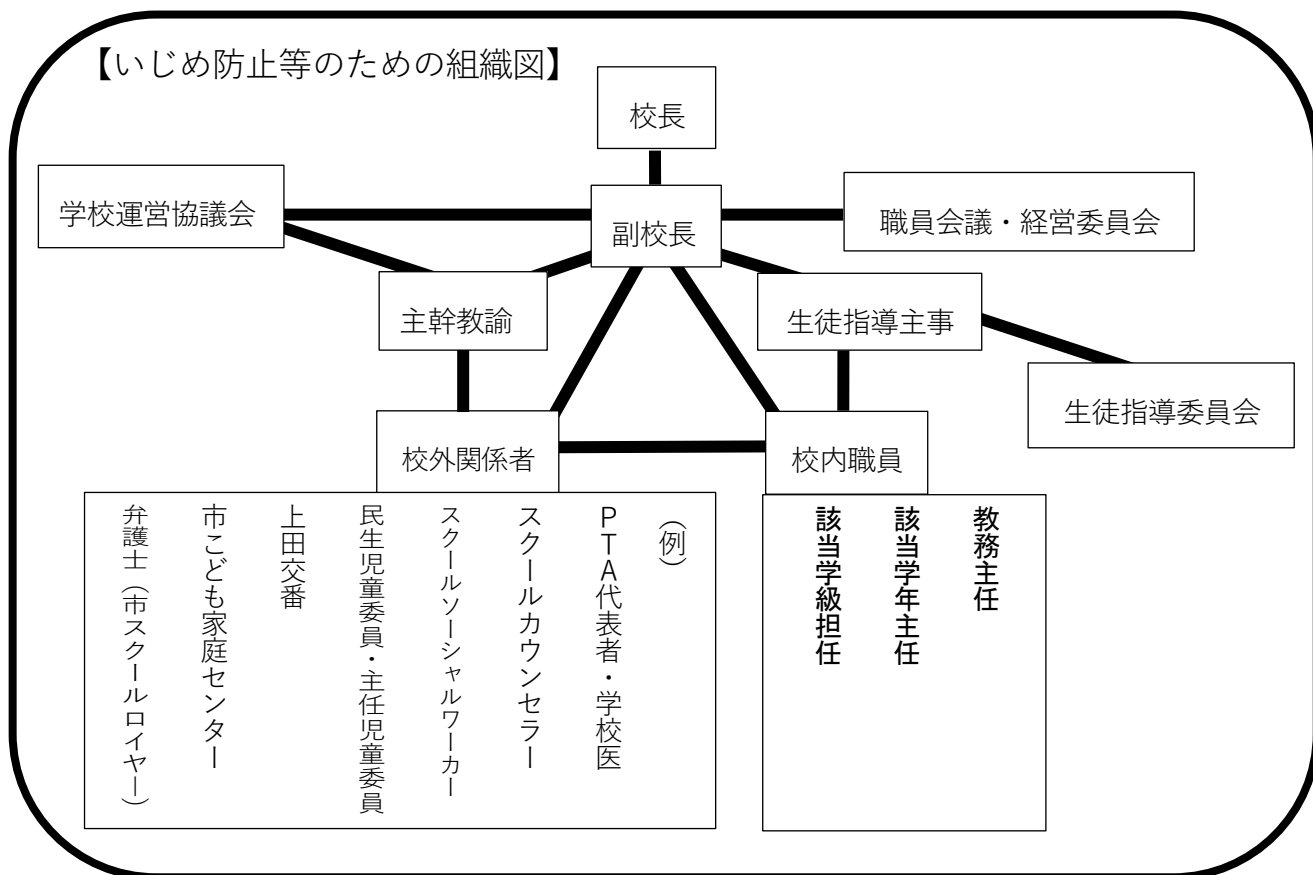 【いじめ防止等のための組織図】
校長
学校運営協議会
副校長
職員会議・経営委員会
主幹教諭
生徒指導主事
生徒指導委員会
校外関係者
校内職員
(例)
PTA代表者・学校医
スクールカウンセラー
スクールソーシャルワーカー
民生児童委員・主任児童委員
上田交番
市こども家庭センター
弁護士(市スクールロイヤー)
教務主任
該当学年主任
該当学級担任